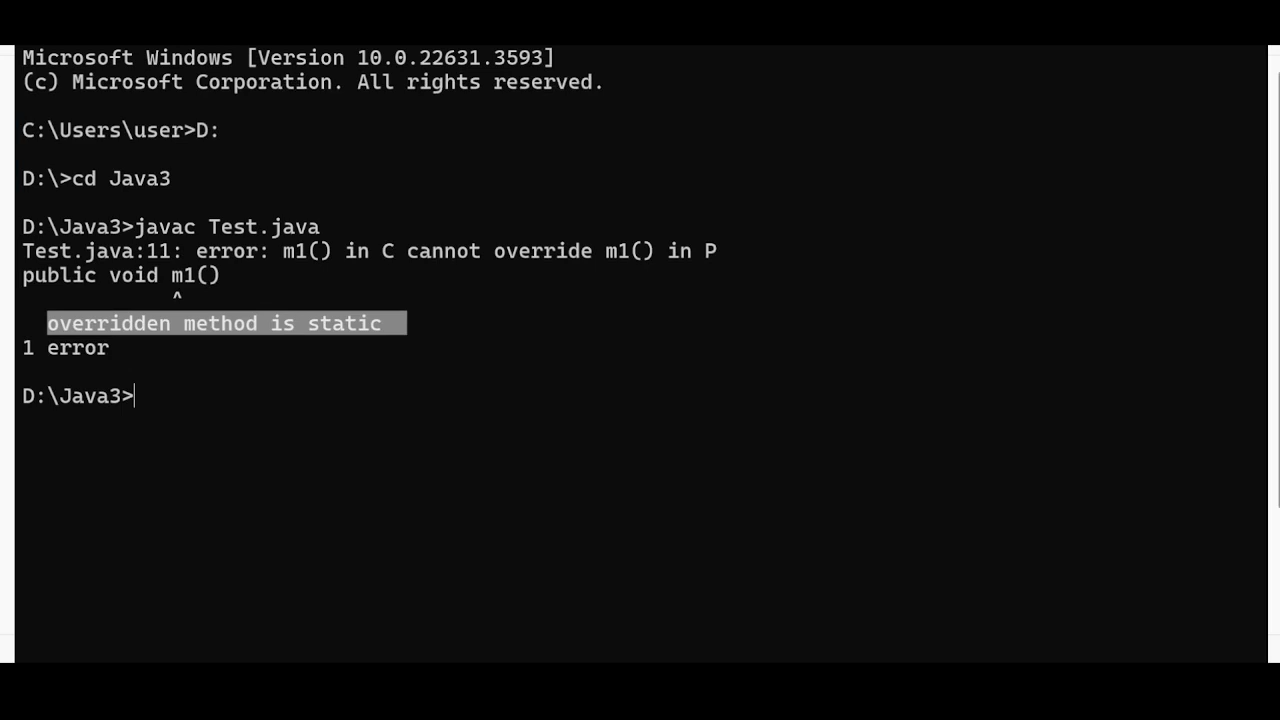 Microsoft Windows [Version 10.0.22631.3593]
(c) Microsoft Corporation. All rights reserved.
C:\Users\user>D:
D:\>cd Java3
D:\Java3>javac Test.java
Test.java:11: error: m1() in C cannot override m1() in P
public void m1()
^
overridden method is static
1 error
D:\Java3>